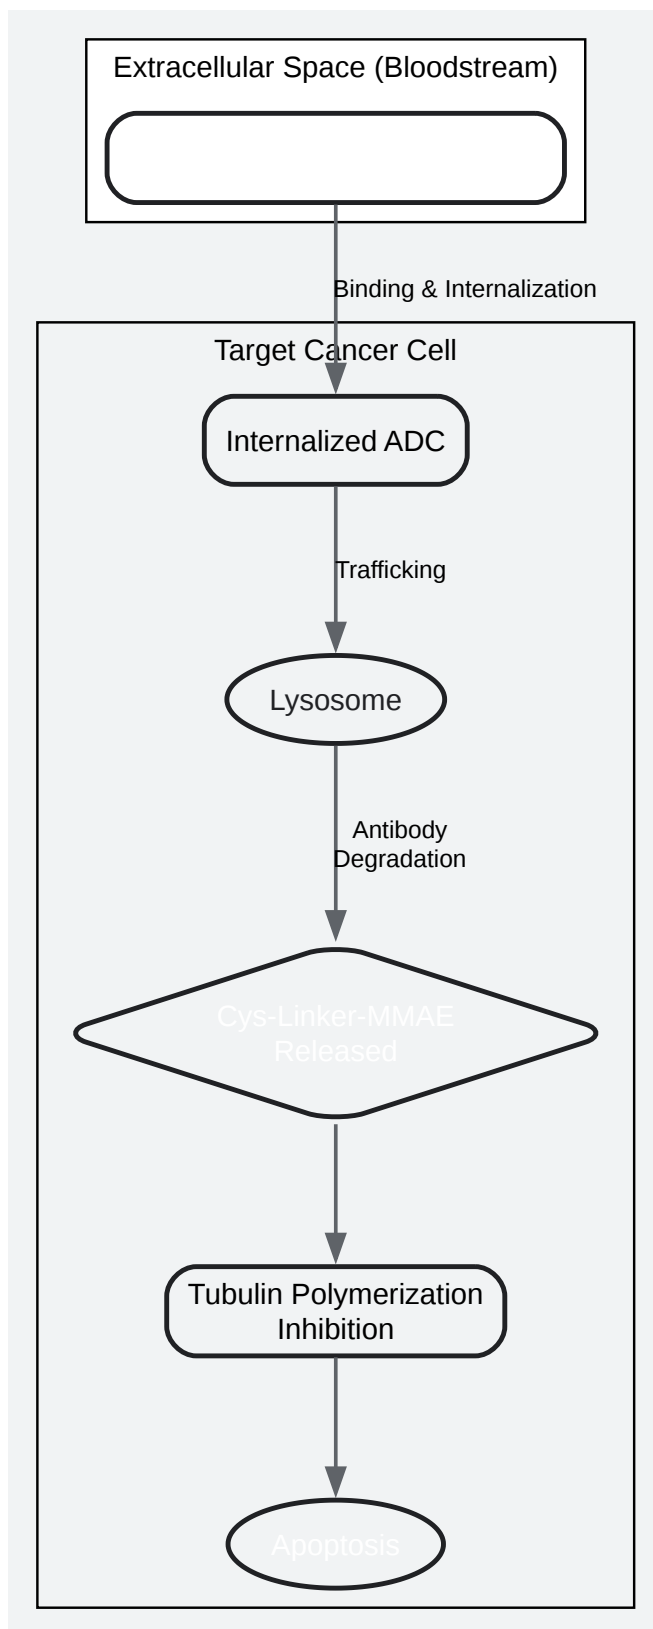 Extracellular Space (Bloodstream)
Binding & Internalization
Target Cancer Cell
Internalized ADC
Trafficking
Lysosome
Antibody
Degradation
Cys-Linker-MMAE
Released
Tubulin Polymerization
Inhibition
Apoptosis